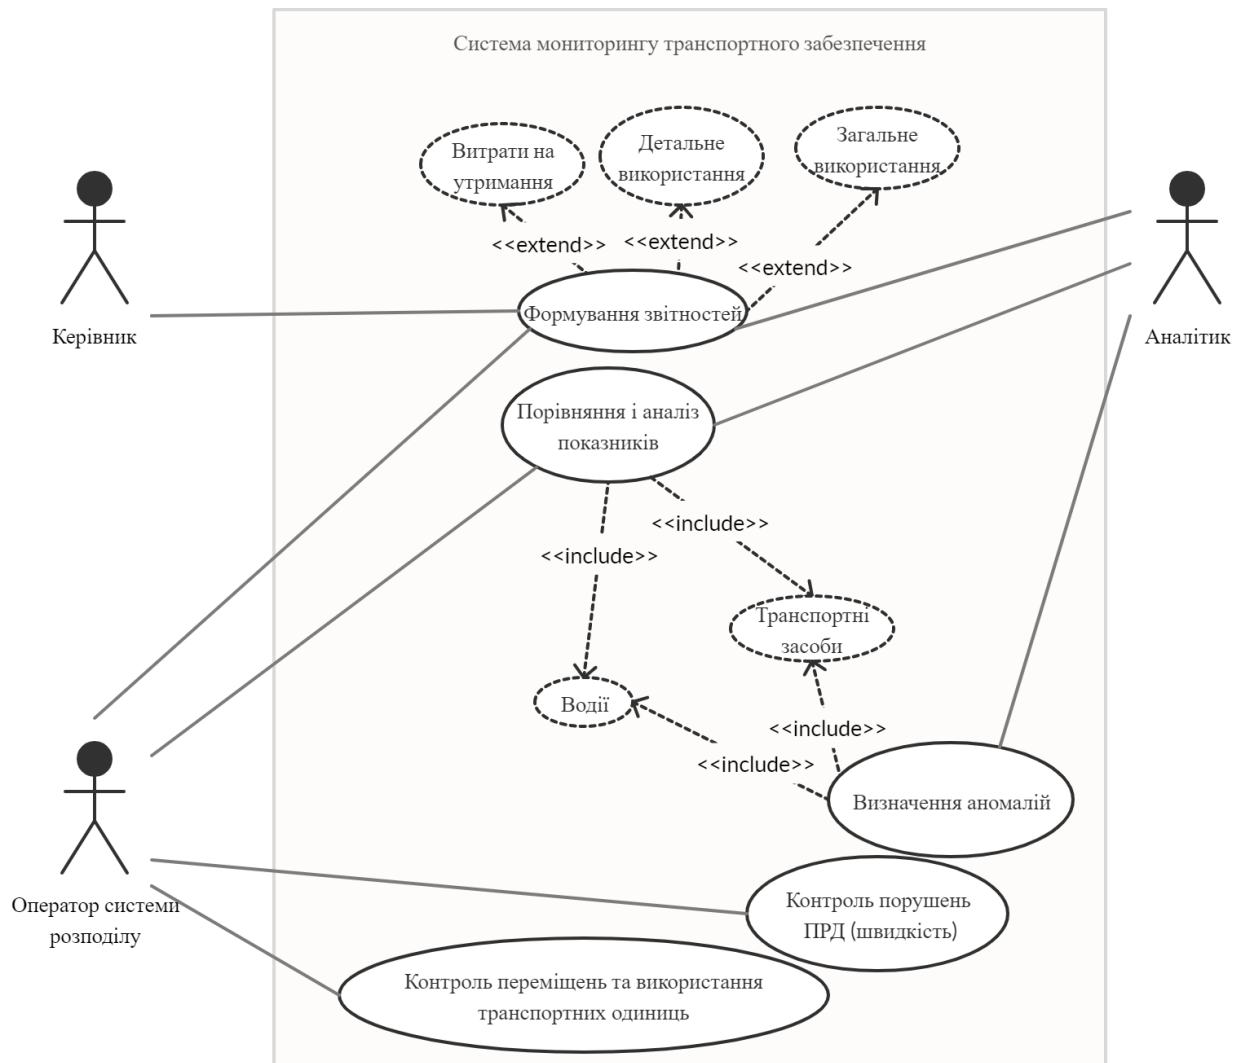 Система мониторингу транспортного забезпечення
Витрати на
утримання
Детальне
використання
Загальне
використання
<<extend>>
<<extend>>
<<extend>>
Формування звітностей
Керівник
Аналітик
Порівняння і аналіз
показників
<<include>>
<<include>>
Транспортні
засоби
Водії
<<include>>
<<include>>
Визначення аномалій
Оператор системи
розподілу
Контроль порушень
ПРД (швидкість)
Контроль переміщень та використання
транспортних одиниць